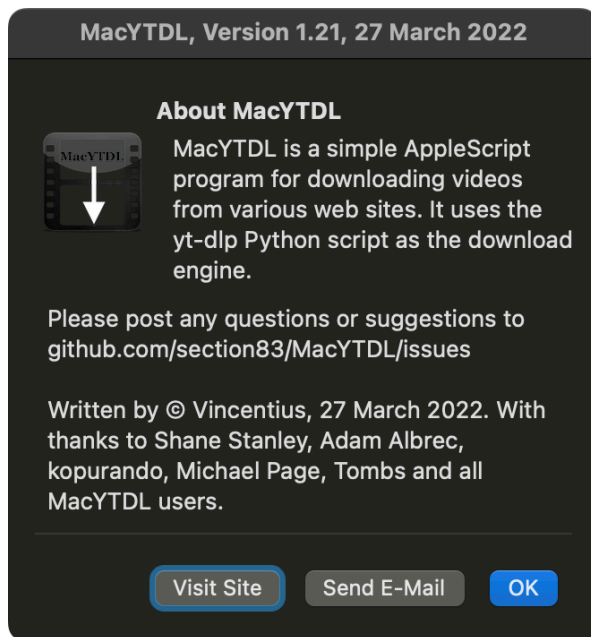 MacYTDL, Version 1.21, 27 March 2022
About MacYTDL
MacYTDL
MacYTDL is a simple AppleScript
program for downloading videos
from various web sites. It uses the
yt-dlp Python script as the download
engine.
Please post any questions or suggestions to
github.com/section83/MacYTDL/issues
Written by © Vincentius, 27 March 2022. With
thanks to Shane Stanley, Adam Albrec,
kopurando, Michael Page, Tombs and all
MacYTDL users.
Visit Site
Send E-Mail
OK